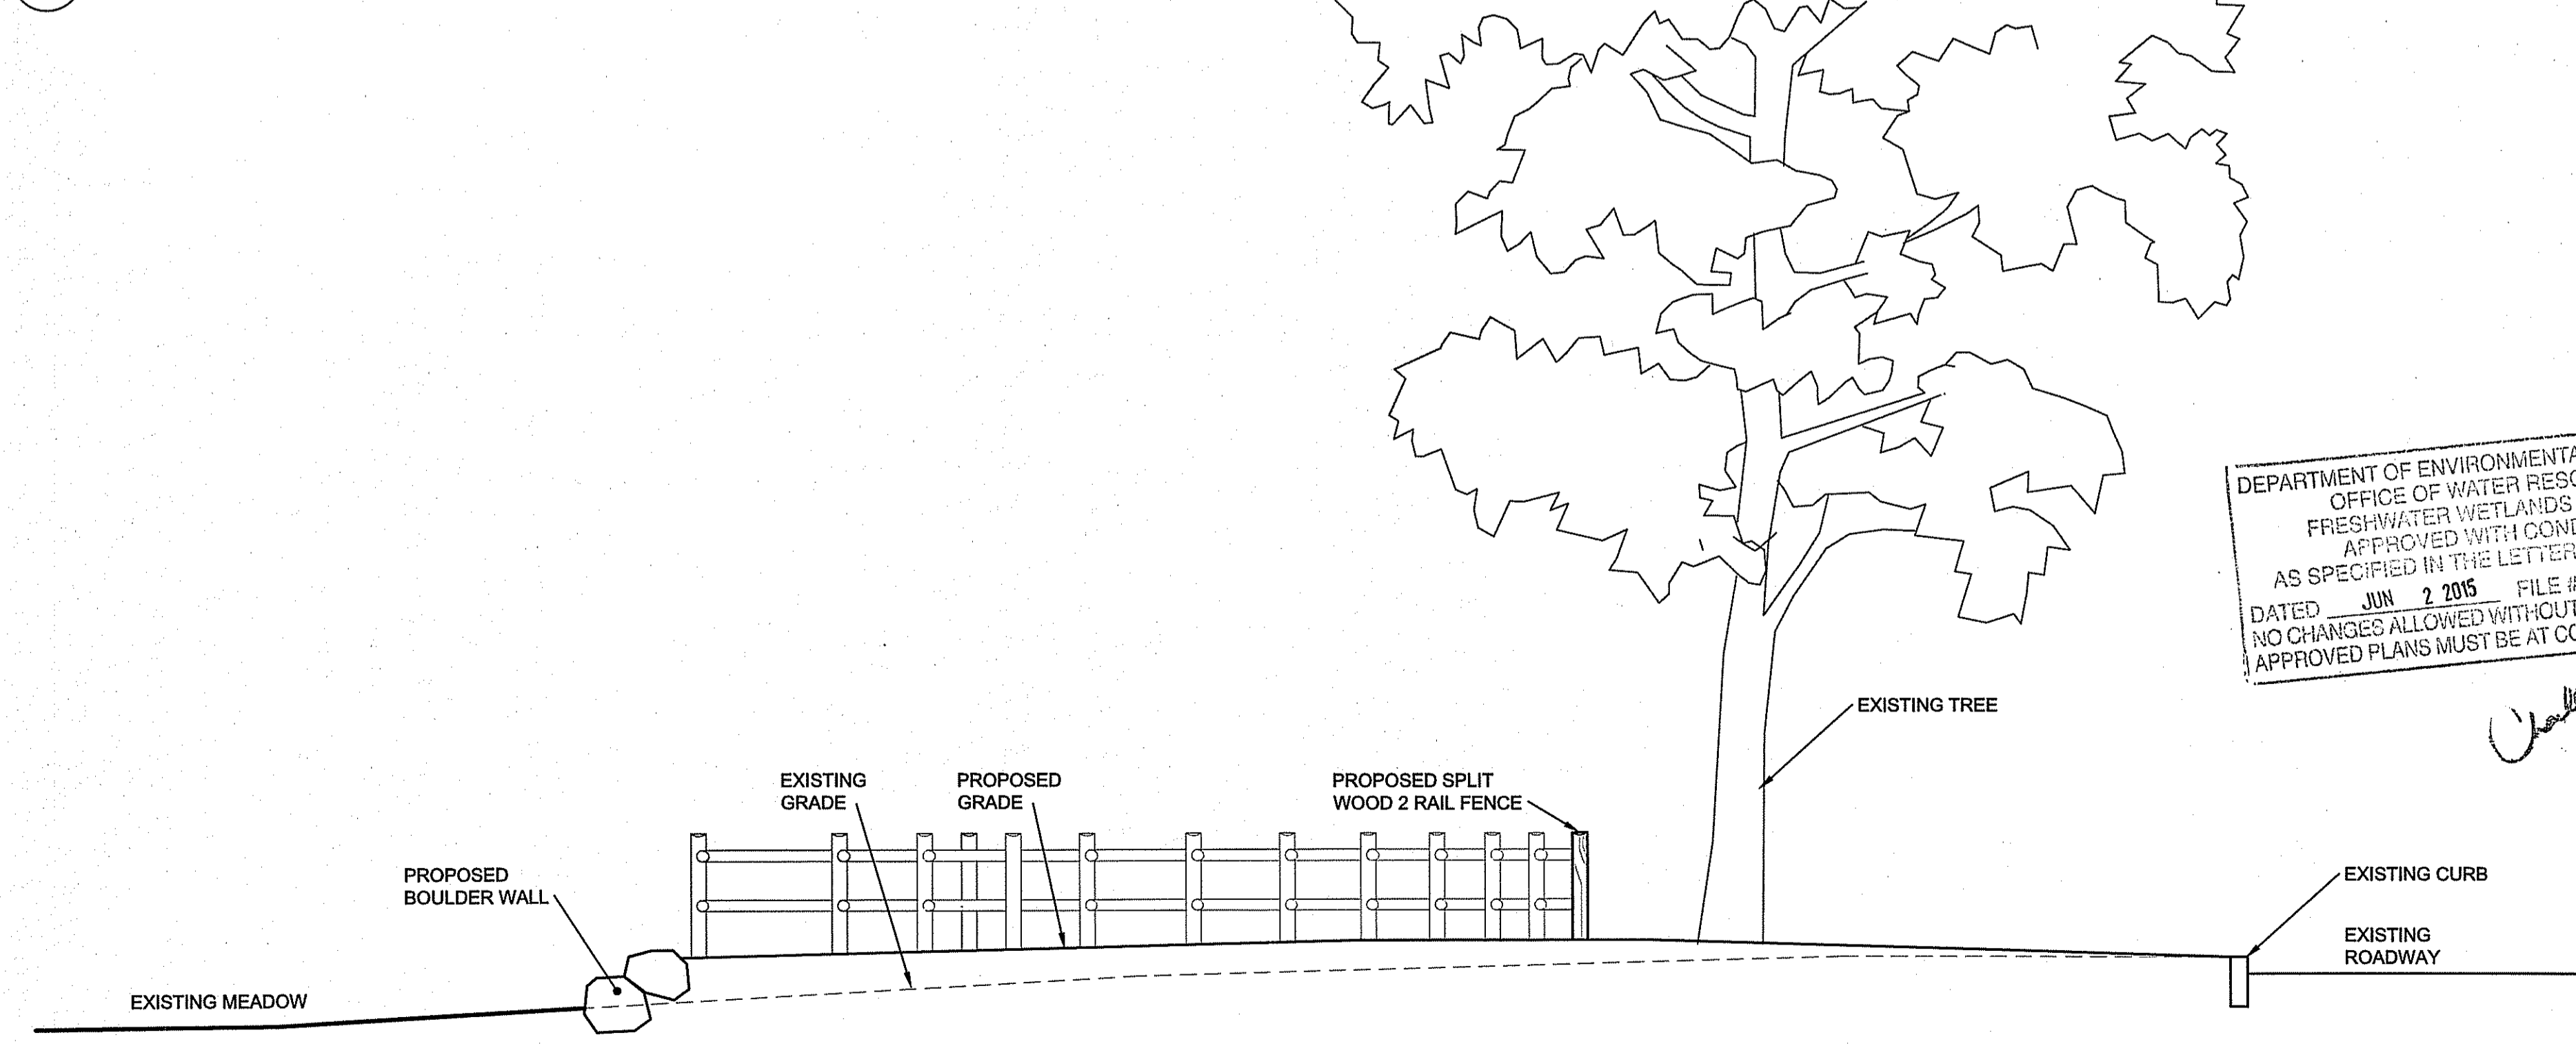 DEPARTMENT OF ENVIRONMENTA
OFFICE OF WATER RESO
FRESHWATER WETLANDS
APPROVED WITH COND
AS SPECIFIED IN THE LETTER
DATED JUN 2 2015 FILE #
NO CHANGES ALLOWED WITHOUT
APPROVED PLANS MUST BE AT CO
EXISTING TREE
EXISTING
GRADE
PROPOSED
GRADE
PROPOSED SPLIT
WOOD 2 RAIL FENCE
PROPOSED
BOULDER WALL
EXISTING CURB
EXISTING
ROADWAY
EXISTING MEADOW